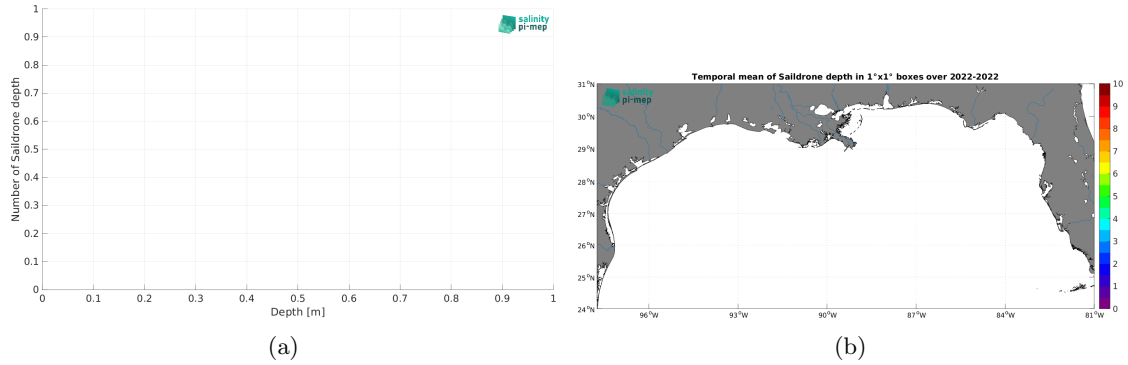 1
0.9
0.8
0.7
0.6
0.5
0.4
0.3
0.2
0.1
0
Number of Saildrone depth
0 0.1 0.2 0.3 0.4 0.5 0.6 0.7 0.8 0.9 1
Depth [m]
salinity
pi-mep
(a)
Temporal mean of Saildrone depth in 1°x1° boxes over 2022-2022
salinity
pi-mep
31°N
30°N
29°N
28°N
27°N
26°N
25°N
24°N
96°W 93°W 90°W 87°W 84°W 81°W
10
9
8
7
6
5
4
3
2
1
0
(b)